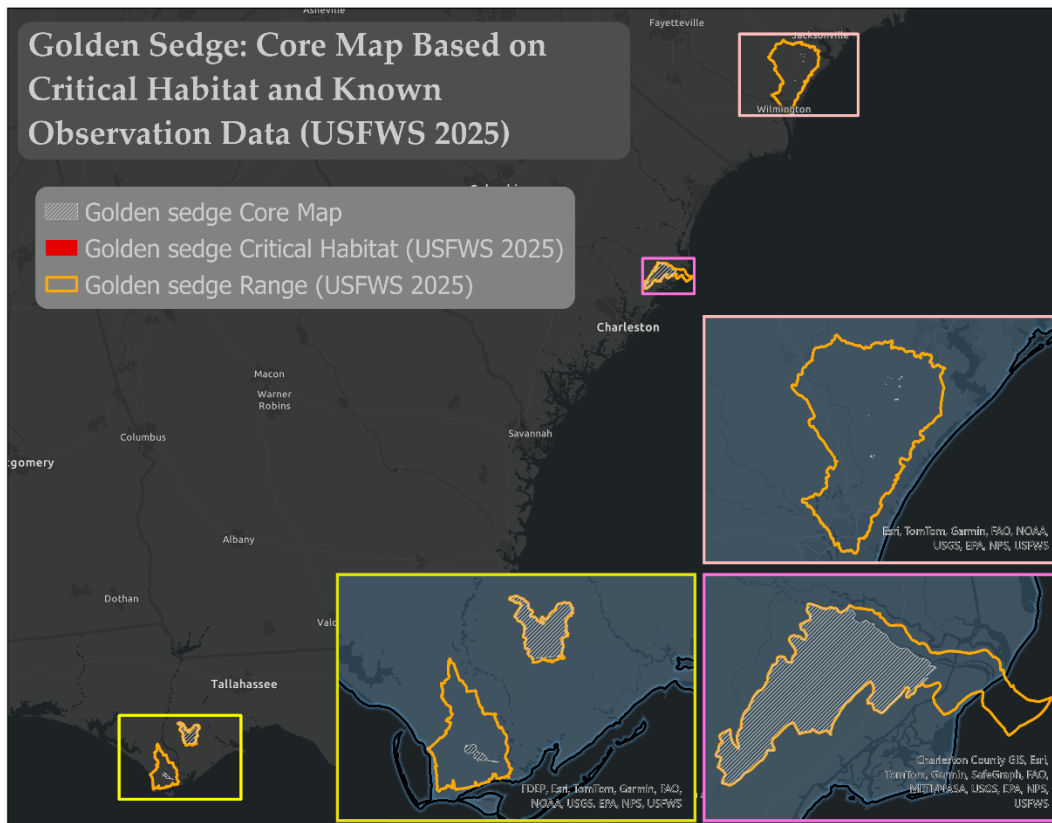 Asheville
Fayetteville
Jacksonville
Golden Sedge: Core Map Based on
Critical Habitat and Known
Observation Data (USFWS 2025)
Wilmington
Golden sedge Core Map
Golden sedge Critical Habitat (USFWS 2025)
Golden sedge Range (USFWS 2025)
Charleston
Macon
Warner
Robins
Columbus
Savannah
tgomery
Albany
Dothan
Tallahassee
Esri, TomTom, Garmin, FAO, NOAA,
USGS, EPA, NPS, USFWS
FDEP, Esri, TomTom, Garmin, FAO,
NOAA, USGS, EPA, NPS, USFWS
Charleston County GIS, Esri,
TomTom, Garmin, SafeGraph, FAO,
METI/NASA, USGS, EPA, NPS,
USFWS